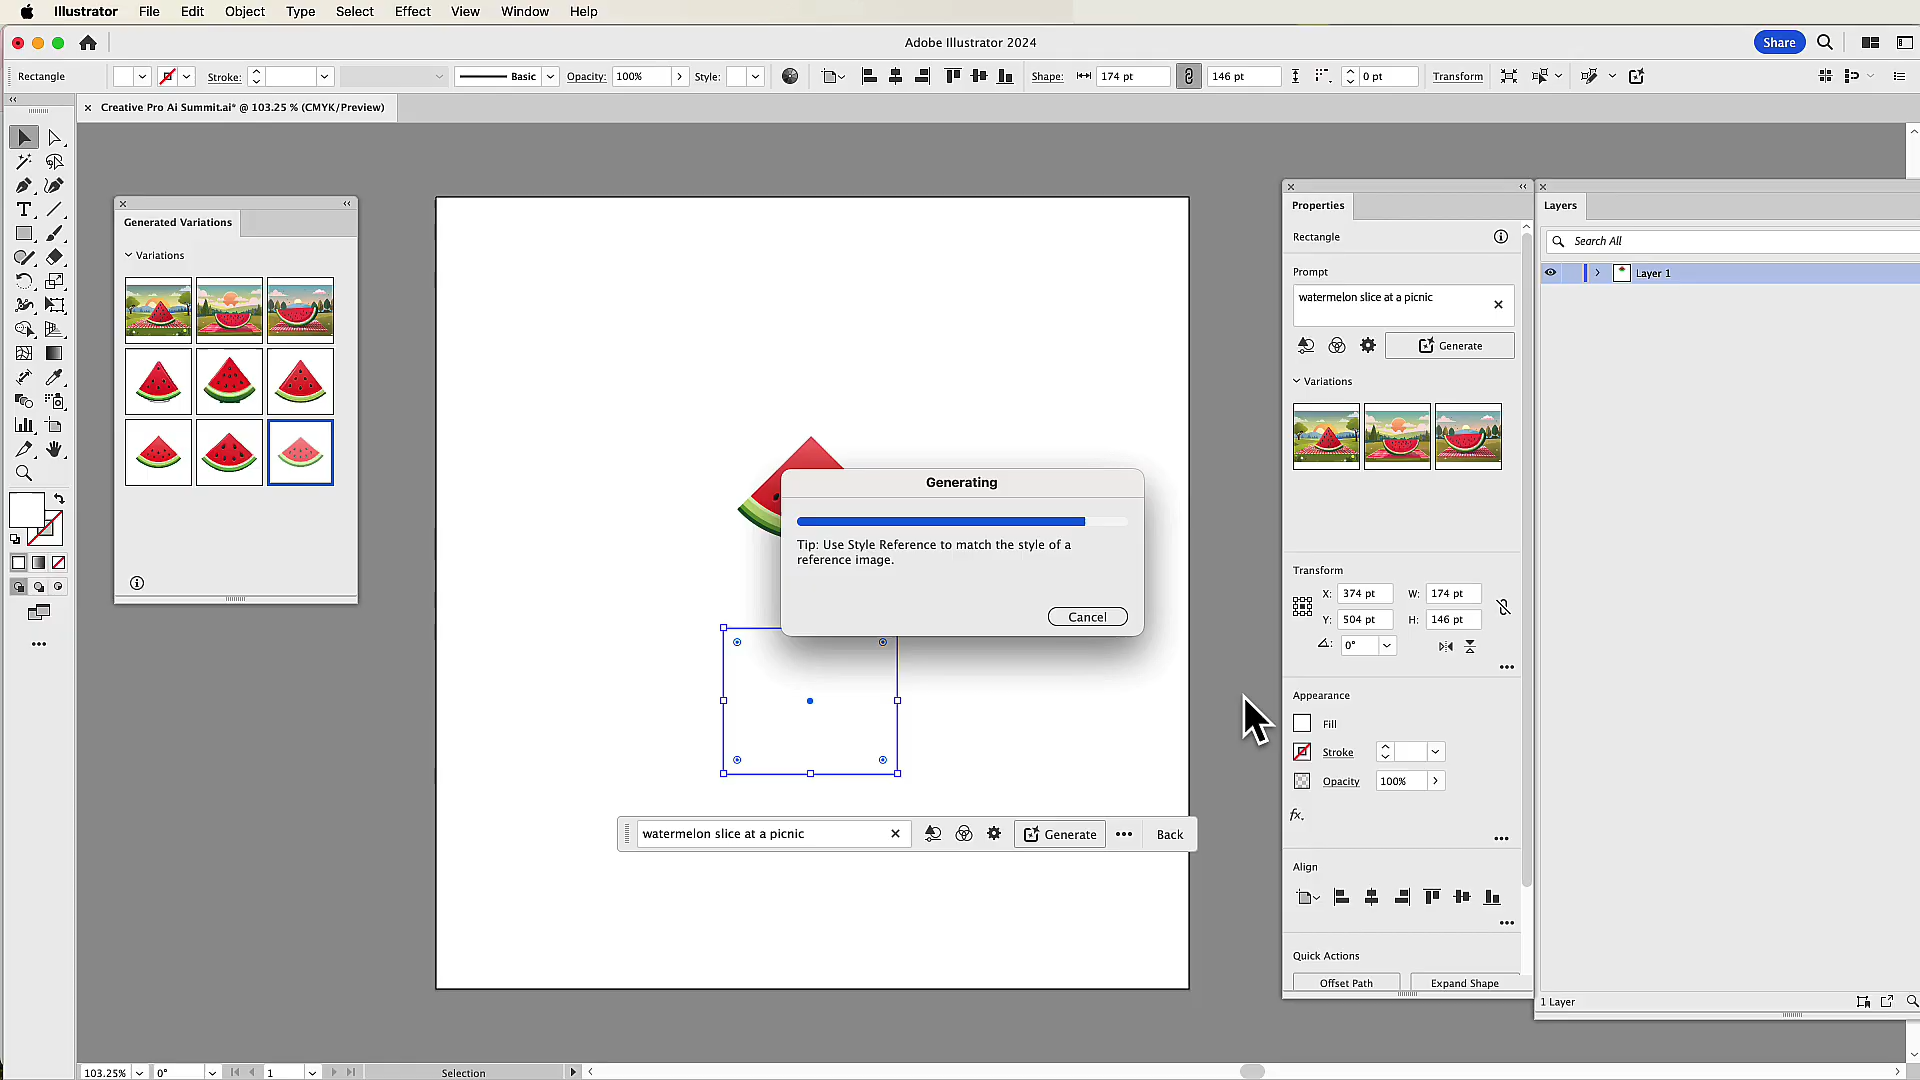 Illustrator File Edit Object Type Select Effect View Window Help
Adobe Illustrator 2024
Share
Rectangle Stroke: Basic Opacity: 100% Style: Shape: 174 pt 146 pt 0 pt Transform
Creative Pro Ai Summit.ai* @ 103.25 % (CMYK/Preview)
Generated Variations
Variations
Generating
Tip: Use Style Reference to match the style of a
reference image.
Cancel
watermelon slice at a picnic
Generate
Back
Properties
Rectangle
Prompt
watermelon slice at a picnic
Generate
Variations
Transform
X: 374 pt W: 174 pt
Y: 504 pt H: 146 pt
0°
Appearance
Fill
Stroke
Opacity 100%
fx.
Align
Quick Actions
Offset Path Expand Shape
Layers
Search All
Layer 1
1 Layer
103.25% 0° 1 Selection